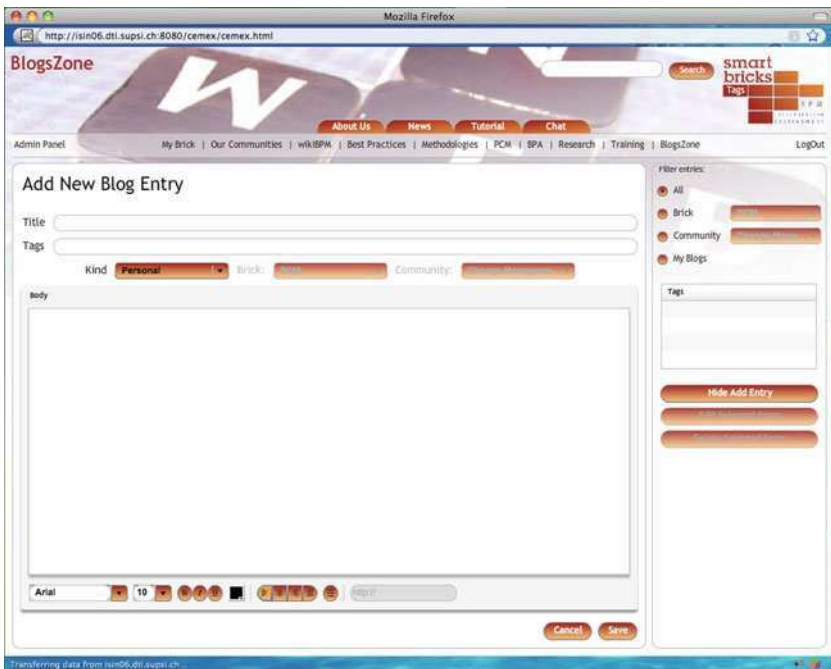 Mozilla Firefox
http://isin06.dti.supsi.ch:8080/cemex/cemex.html
BlogsZone
Search
smart
bricks
Tags
About Us News Tutorial Chat
Admin Panel My Brick | Our Communities | wikiBPM | Best Practices | Methodologies | PCM | BPA | Research | Training | BlogsZone LogOut
Add New Blog Entry
Title
Tags
Kind Personal Brick: Community:
Body
Arial 10 http://
Cancel Save
Filter entries:
All
Brick
Community
My Blogs
Tags
Hide Add Entry
Transferring data from isin06.dti.supsi.ch...